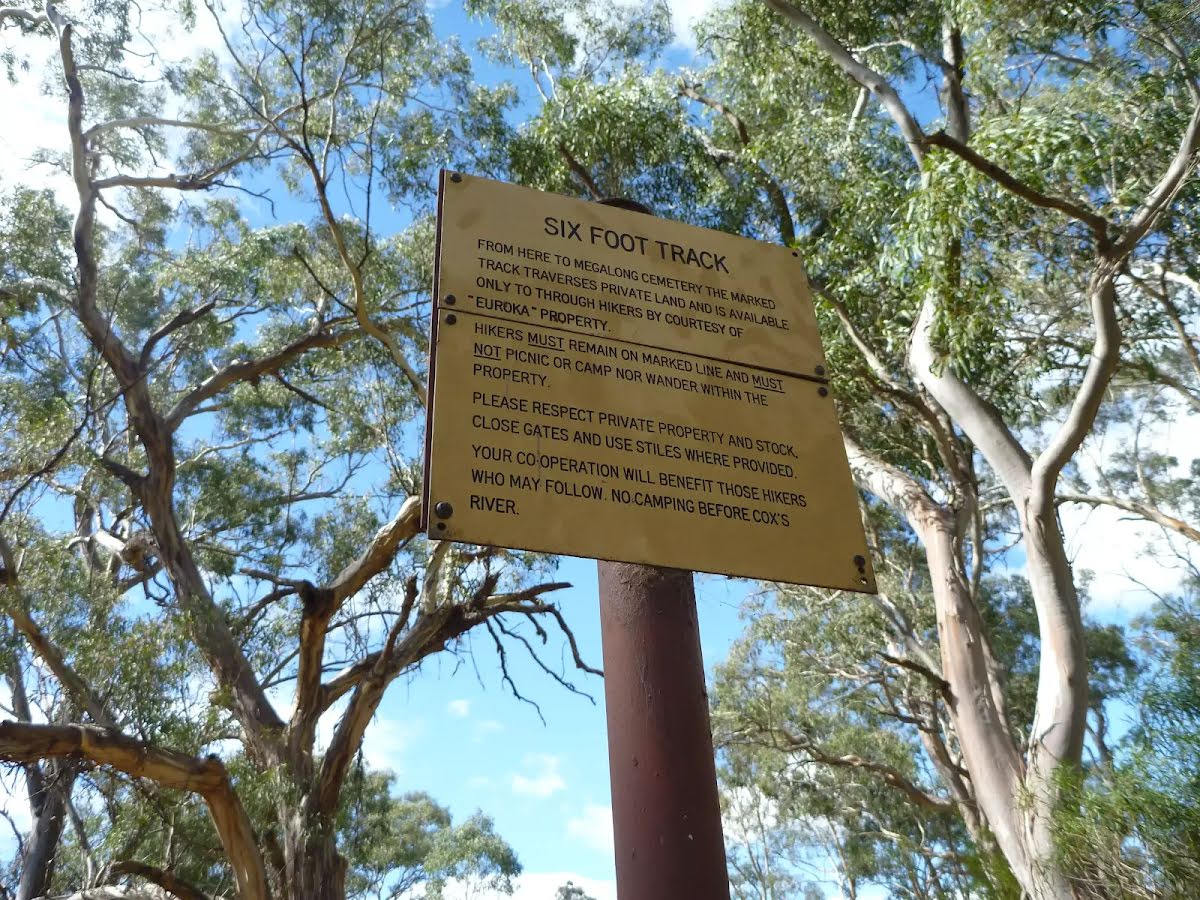 SIX FOOT TRACK
FROM HERE TO MEGALONG CEMETERY THE MARKED
TRACK TRAVERSES PRIVATE LAND AND IS AVAILABLE
ONLY TO THROUGH HIKERS BY COURTESY OF
"EUROKA" PROPERTY.
HIKERS MUST REMAIN ON MARKED LINE AND MUST
NOT PICNIC OR CAMP NOR WANDER WITHIN THE
PROPERTY.
PLEASE RESPECT PRIVATE PROPERTY AND STOCK,
CLOSE GATES AND USE STILES WHERE PROVIDED.
YOUR CO-OPERATION WILL BENEFIT THOSE HIKERS
WHO MAY FOLLOW. NO CAMPING BEFORE COX'S
RIVER.